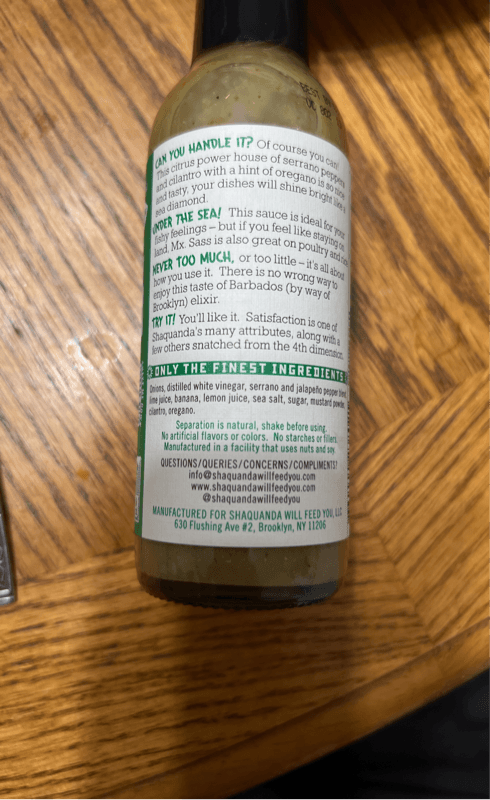 BEST
CAN YOU HANDLE IT? Of course you can!
This citrus power house of serrano peppers
and cilantro with a hint of oregano is so nice
and tasty, your dishes will shine bright like a
sea diamond.
UNDER THE SEA! This sauce is ideal for your
fishy feelings – but if you feel like staying on
land, Mx. Sass is also great on poultry and
NEVER TOO MUCH, or too little – it's all about
how you use it. There is no wrong way to
enjoy this taste of Barbados (by way of
Brooklyn) elixir.
TRY IT! You'll like it. Satisfaction is one of
Shaquanda's many attributes, along with a
few others snatched from the 4th dimension.
ONLY THE FINEST INGREDIENTS
Onions, distilled white vinegar, serrano and jalapeño pepper
lime juice, banana, lemon juice, sea salt, sugar, mustard powder,
cilantro, oregano.
Separation is natural, shake before using.
No artificial flavors or colors. No starches or fillers.
Manufactured in a facility that uses nuts and soy.
QUESTIONS/QUERIES/CONCERNS/COMPLIMENTS?
info@shaquandawillfeedyou.com
www.shaquandawillfeedyou.com
@shaquandawillfeedyou
MANUFACTURED FOR SHAQUANDA WILL FEED YOU, LLC
630 Flushing Ave #2, Brooklyn, NY 11206